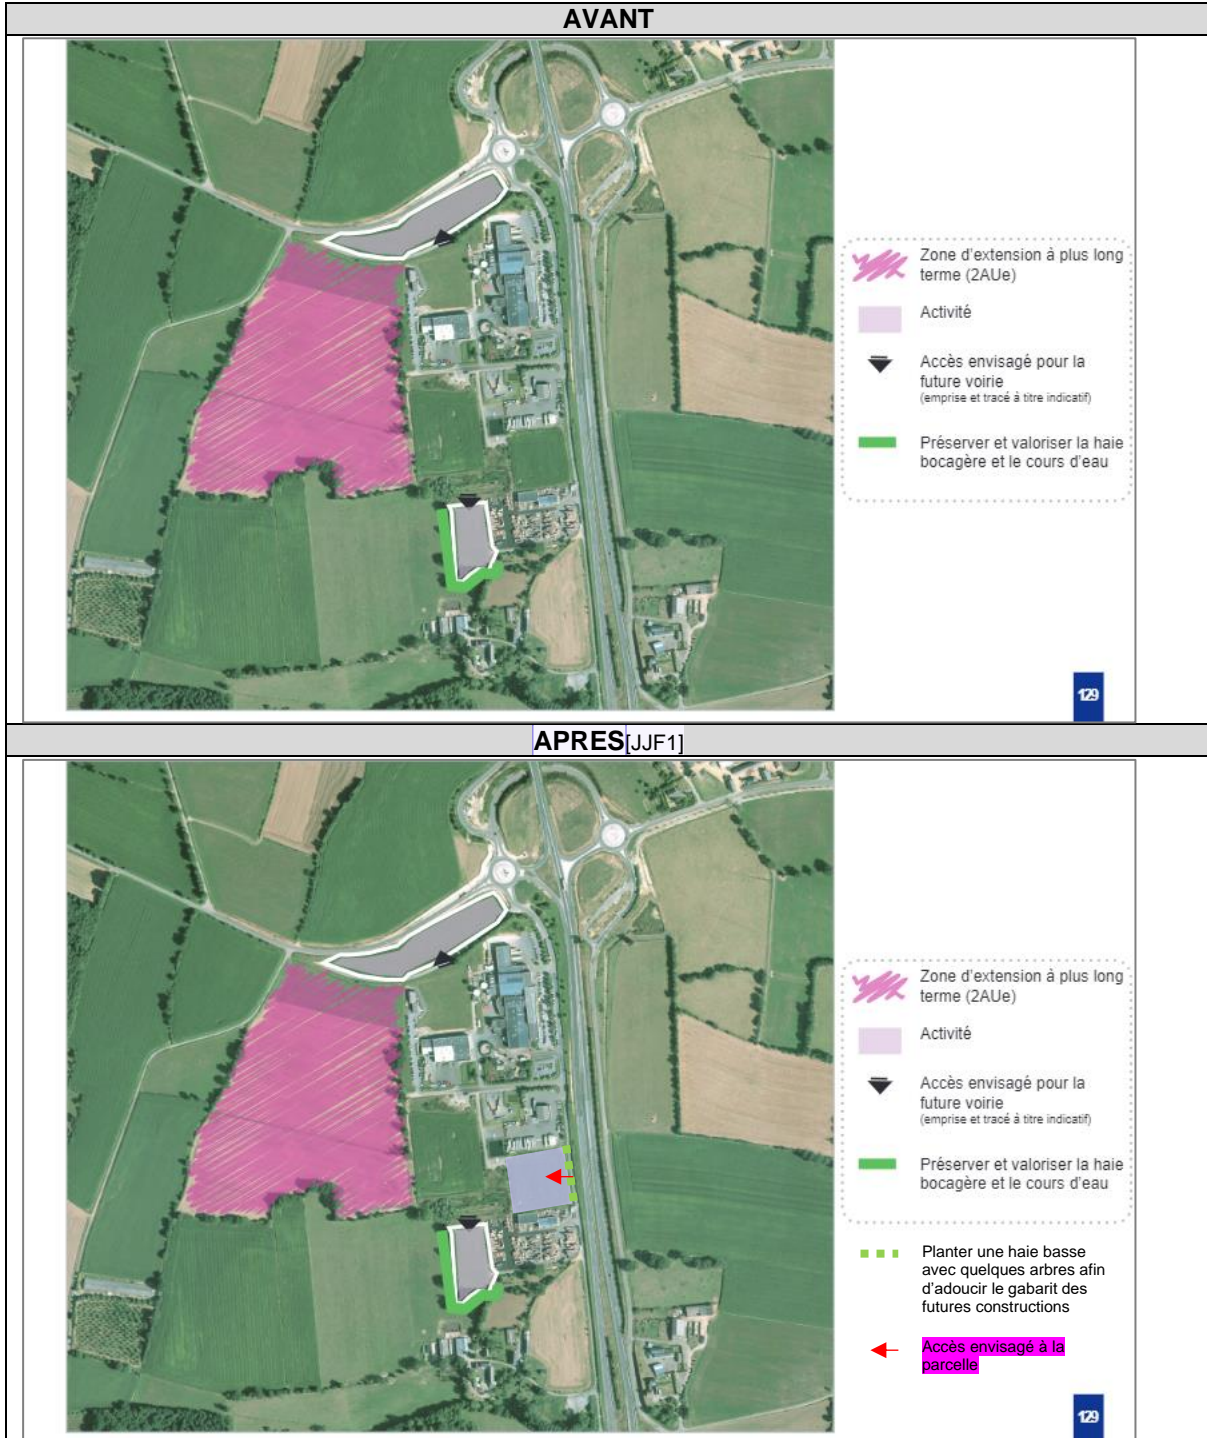 AVANT
Zone d'extension à plus long
terme (2AUe)
Activité
Accès envisagé pour la
future voirie
(emprise et tracé à titre indicatif)
Préserver et valoriser la haie
bocagère et le cours d'eau
129
APRES[JJF1]
Zone d'extension à plus long
terme (2AUe)
Activité
Accès envisagé pour la
future voirie
(emprise et tracé à titre indicatif)
Préserver et valoriser la haie
bocagère et le cours d'eau
Planter une haie basse
avec quelques arbres afin
d'adoucir le gabarit des
futures constructions
Accès envisagé à la
parcelle
129